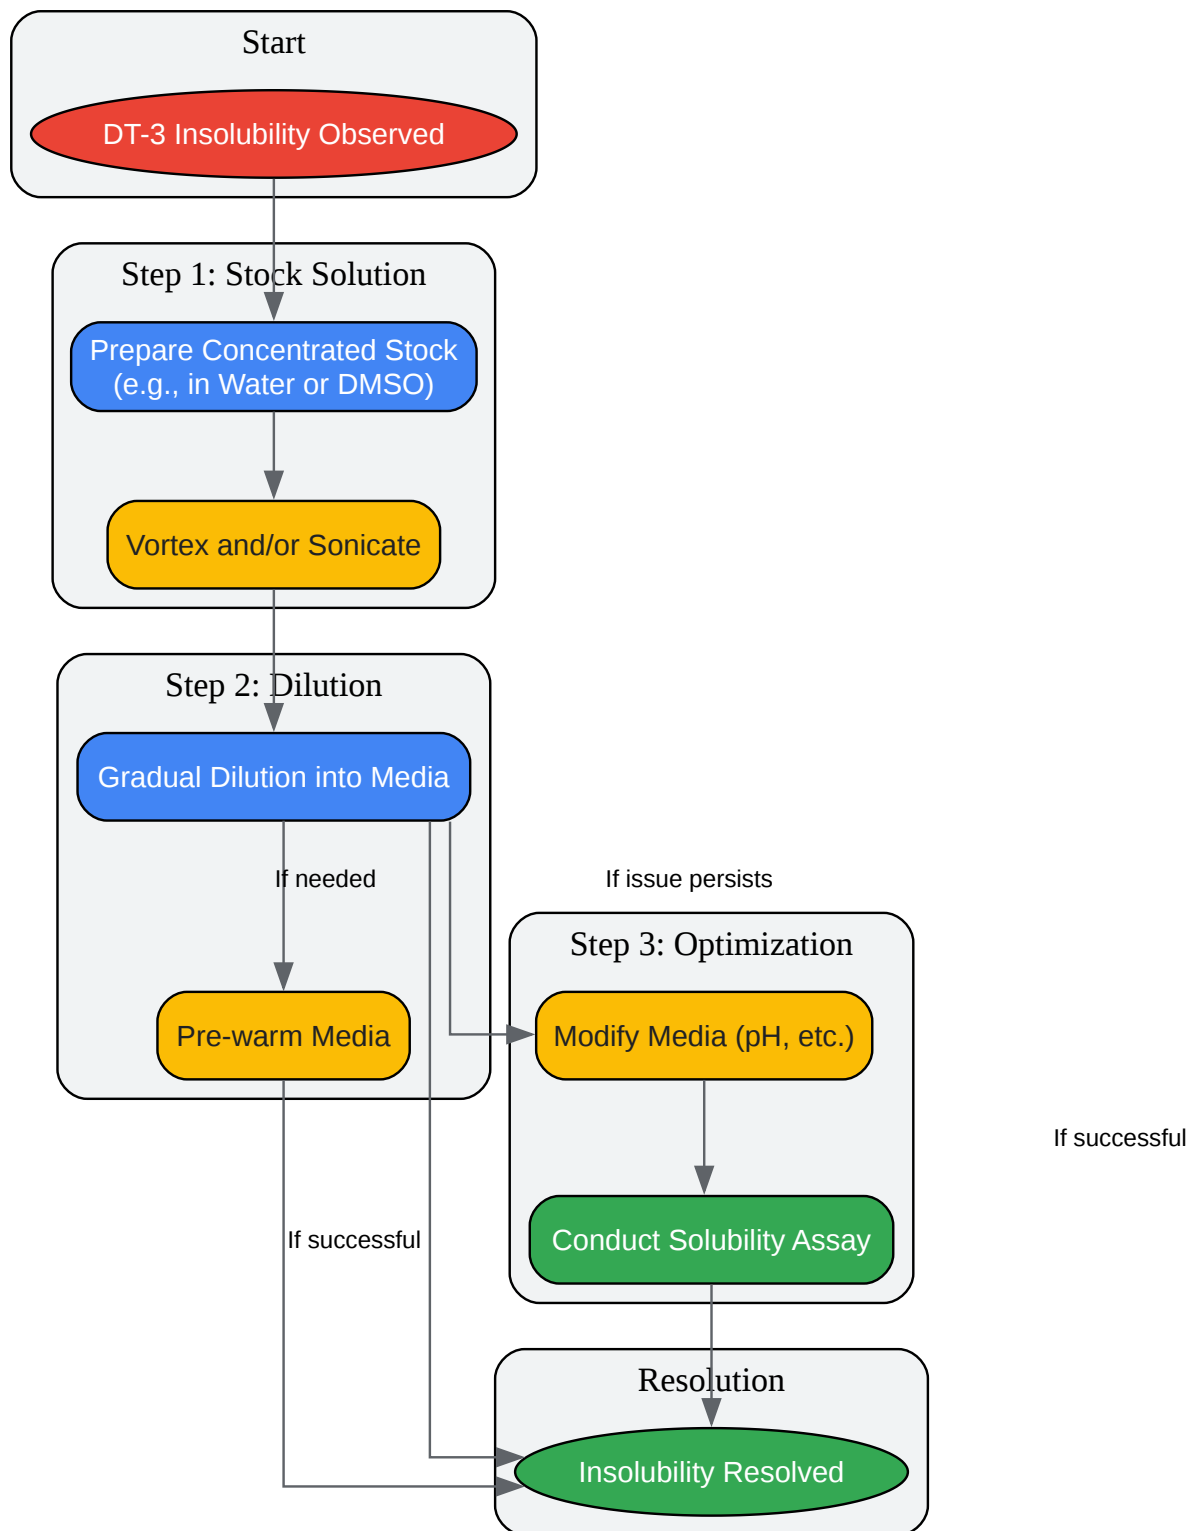 Start
DT-3 Insolubility Observed
Step 1: Stock Solution
Prepare Concentrated Stock
(e.g., in Water or DMSO)
Vortex and/or Sonicate
Step 2: Dilution
Gradual Dilution into Media
If needed
If issue persists
Step 3: Optimization
Pre-warm Media
Modify Media (pH, etc.)
If successful
If successful
Conduct Solubility Assay
Resolution
Insolubility Resolved